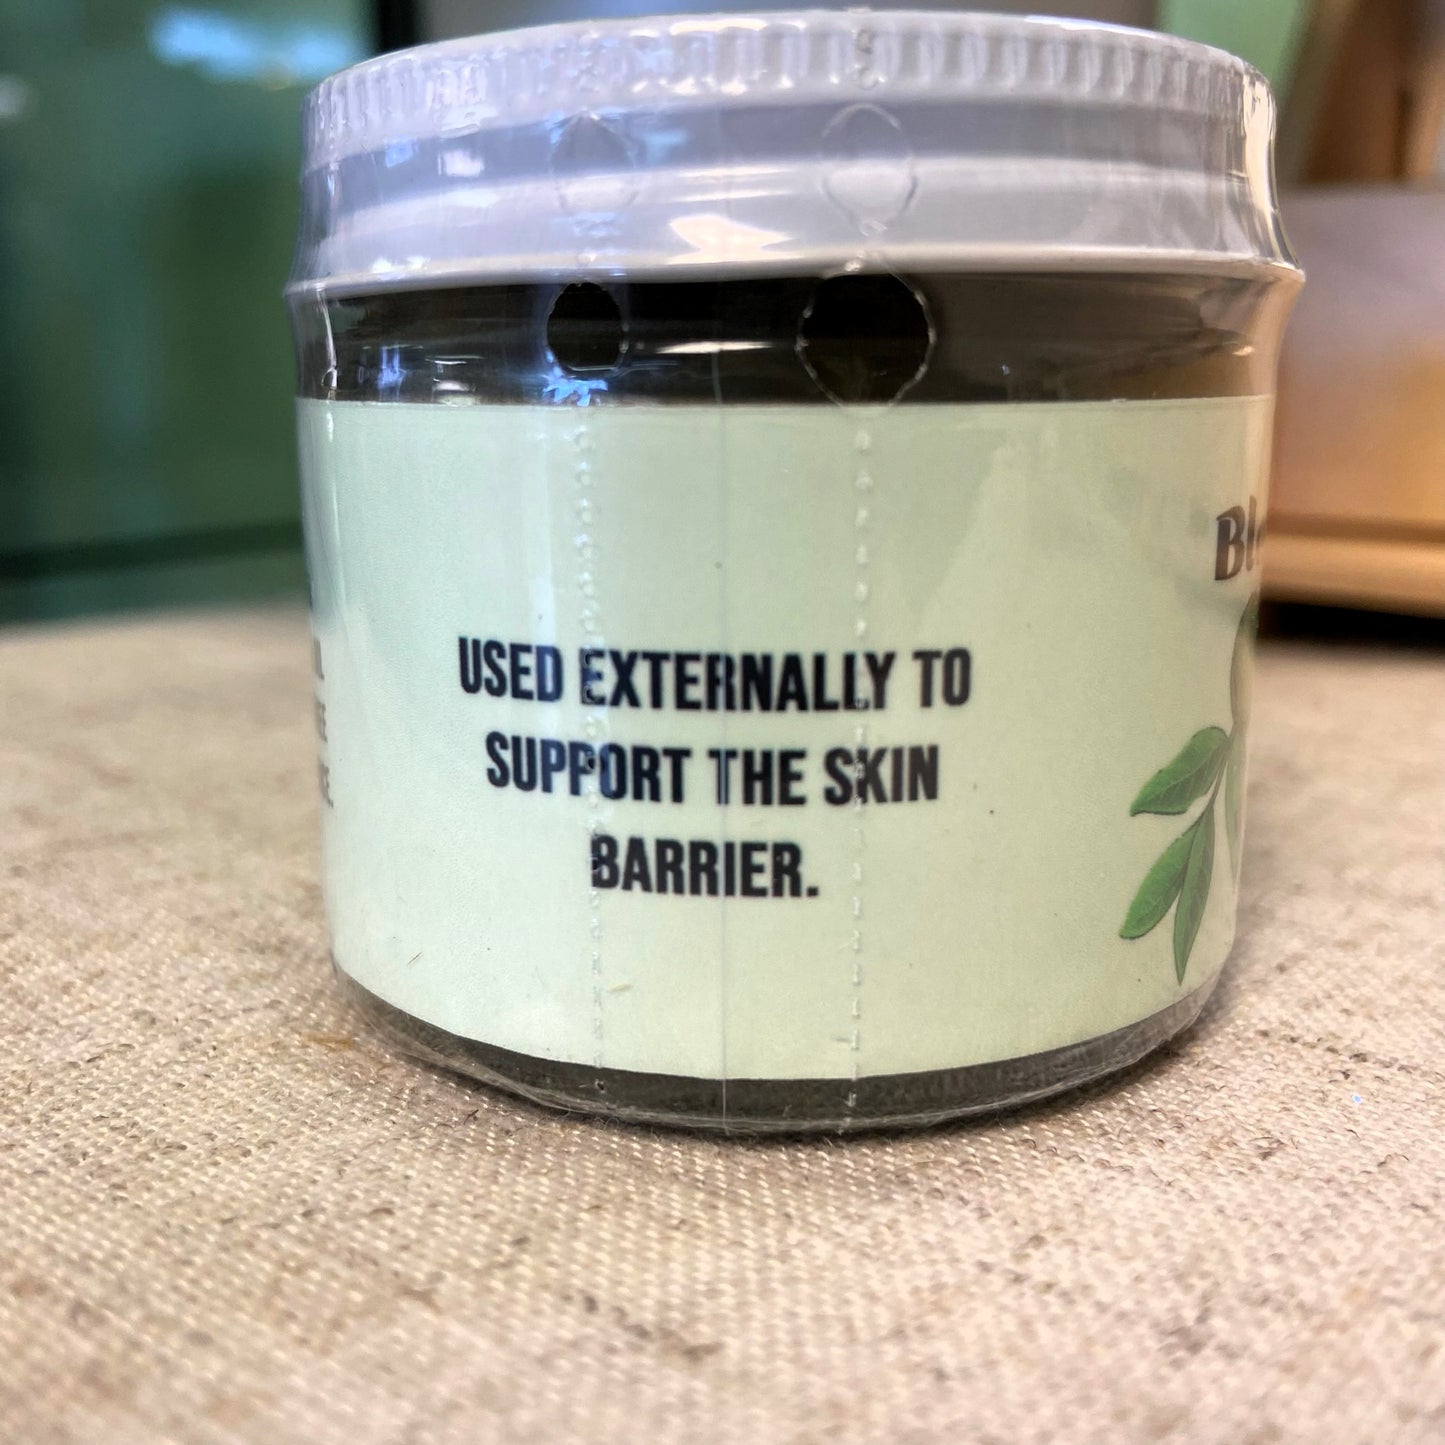 USED EXTERNALLY TO
SUPPORT THE SKIN
BARRIER.